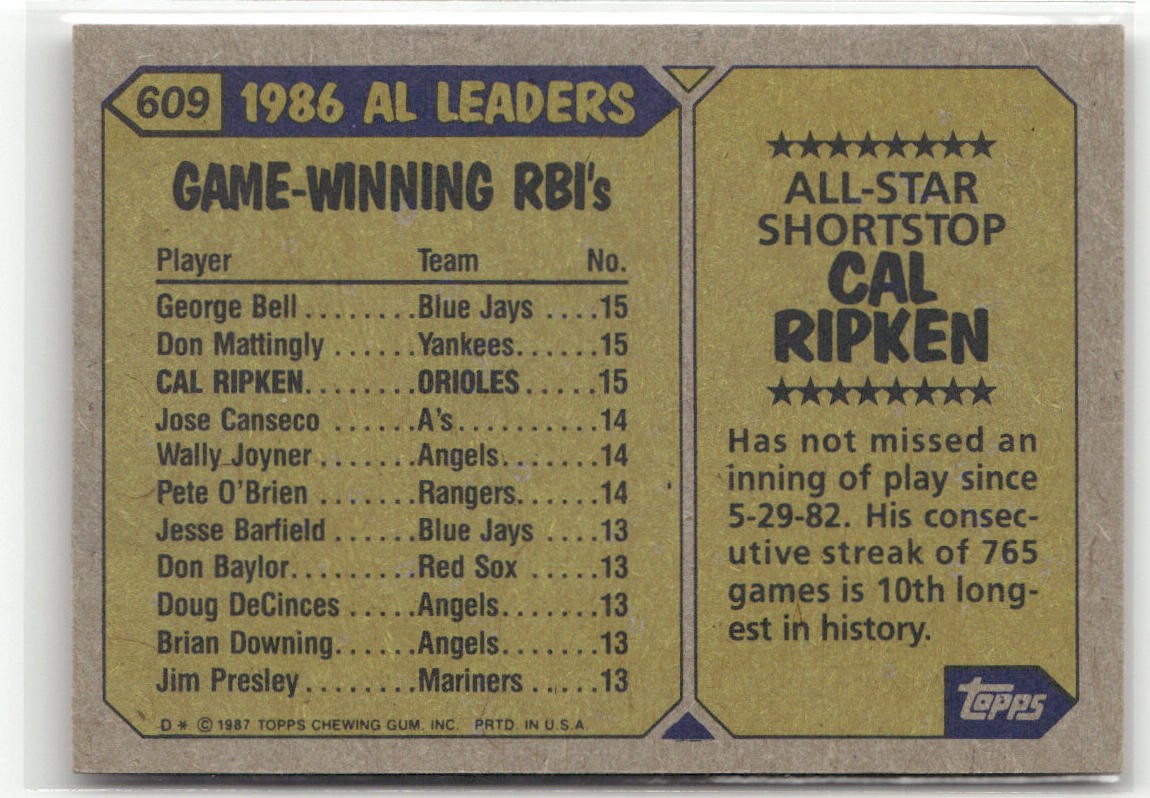 609 1986 AL LEADERS
GAME-WINNING RBI's
Player Team No.
George Bell ........Blue Jays ....15
Don Mattingly ......Yankees......15
CAL RIPKEN........ORIOLES.....15
Jose Canseco ......A's..........14
Wally Joyner .......Angels.......14
Pete O'Brien .......Rangers......14
Jesse Barfield ......Blue Jays ....13
Don Baylor.........Red Sox .....13
Doug DeCinces .....Angels.......13
Brian Downing......Angels.......13
Jim Presley ........Mariners .....13
D * © 1987 TOPPS CHEWING GUM, INC. PRTD. IN U.S.A
★★★★★★★★
ALL-STAR
SHORTSTOP
CAL
RIPKEN
★★★★★★★★
Has not missed an
inning of play since
5-29-82. His consec-
utive streak of 765
games is 10th long-
est in history.
topps